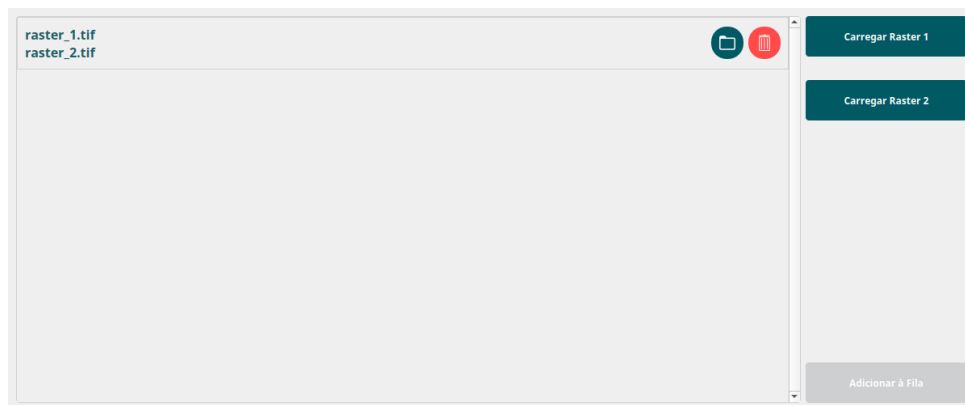 raster_1.tif
raster_2.tif
Carregar Raster 1
Carregar Raster 2
Adicionar à Fila